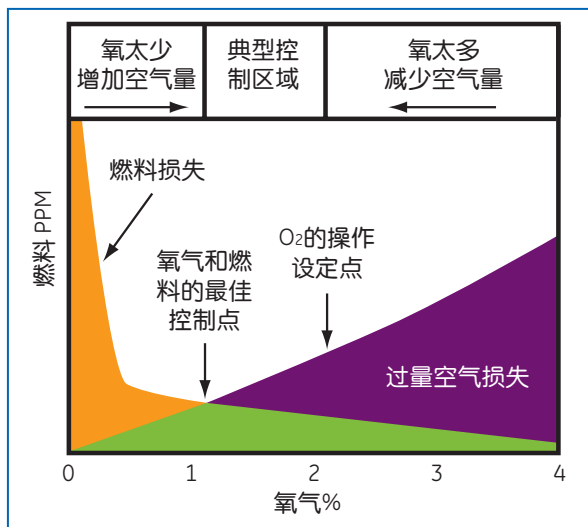 氧太少
增加空气量
典型控
制区域
氧太多
减少空气量
燃料损失
O₂的操作
设定点
氧气和燃
料的最佳
控制点
过量空气损失
燃料 PPM
0 1 2 3 4
氧气%